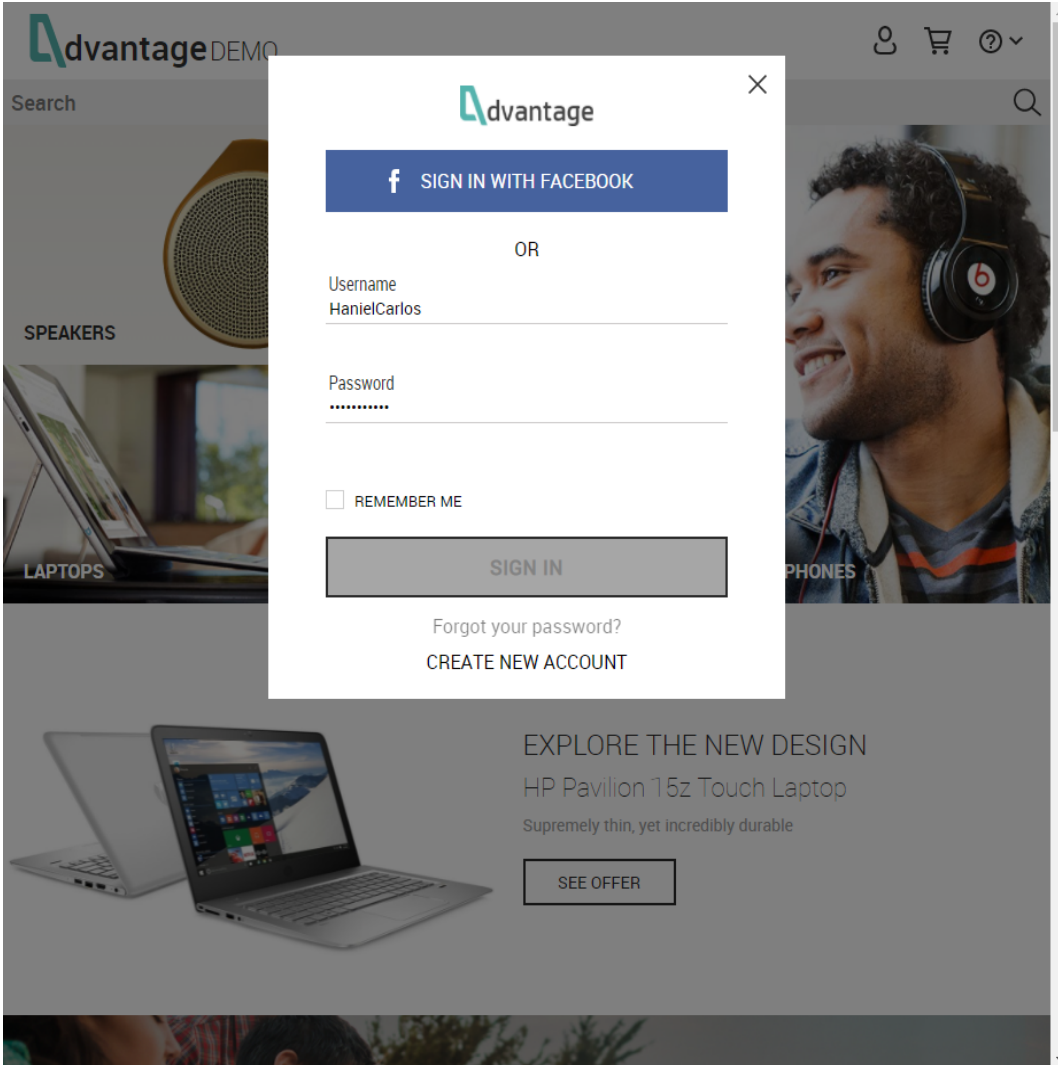 dvantage DEMO
Search
dvantage
f SIGN IN WITH FACEBOOK
OR
Username
HanielCarlos
Password
•••••••••••
REMEMBER ME
SIGN IN
Forgot your password?
CREATE NEW ACCOUNT
SPEAKERS
LAPTOPS
PHONES
EXPLORE THE NEW DESIGN
HP Pavilion 15z Touch Laptop
Supremely thin, yet incredibly durable
SEE OFFER